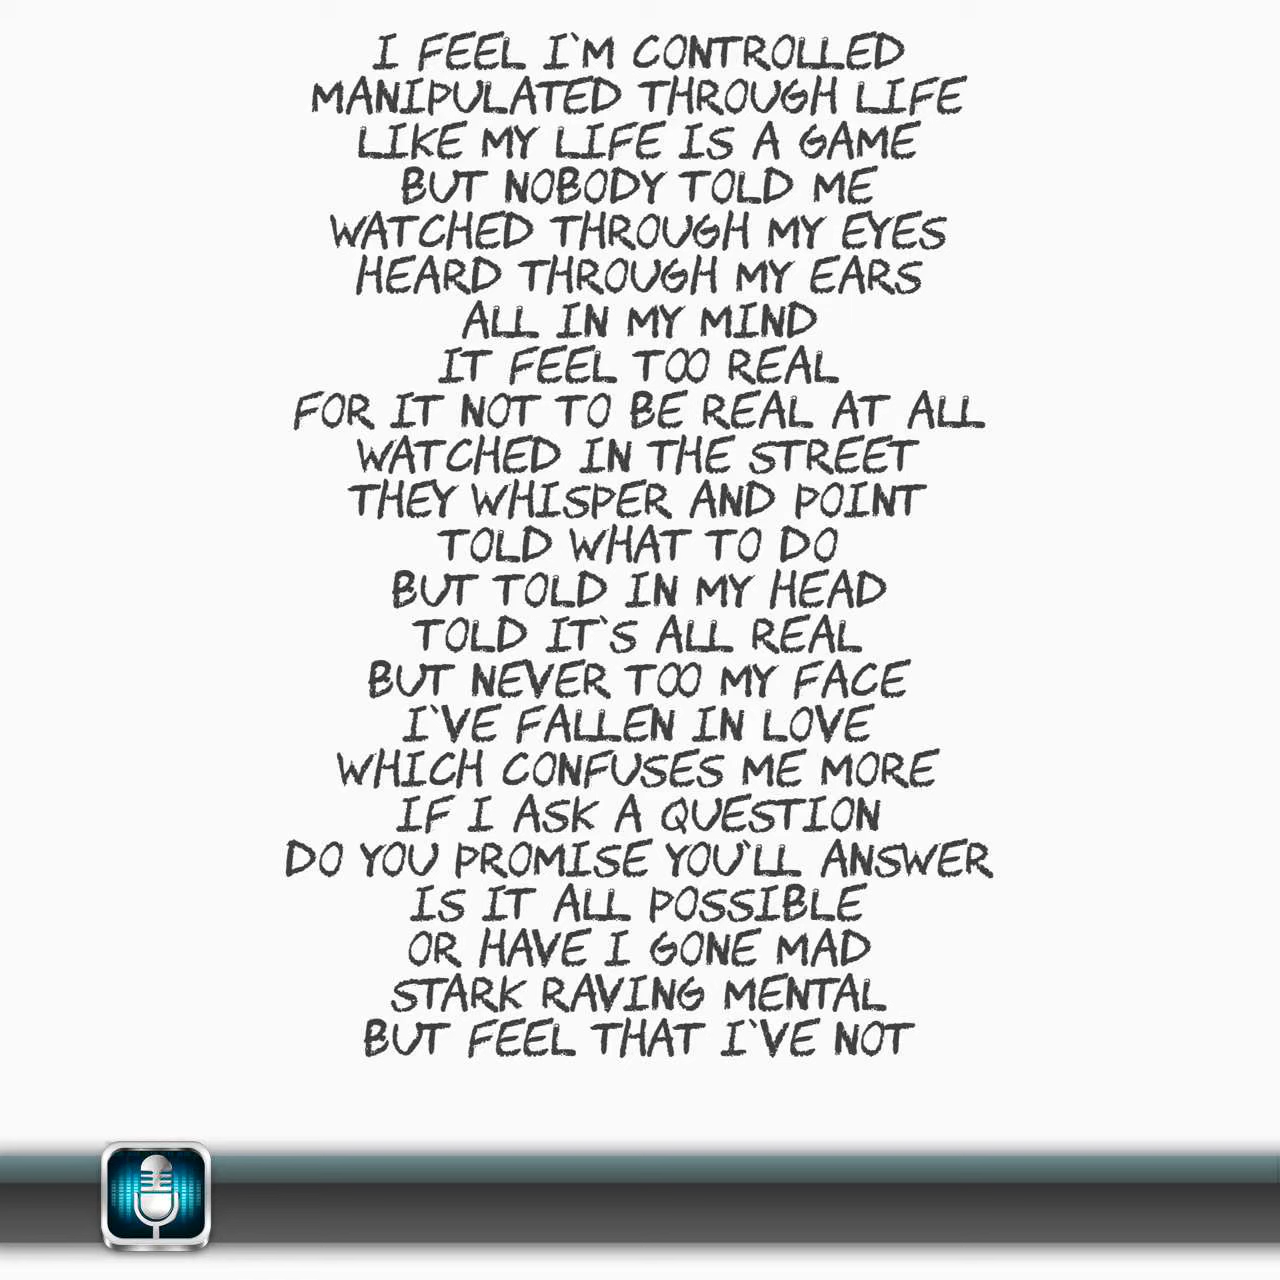 I FEEL I`M CONTROLLED
MANIPULATED THROUGH LIFE
LIKE MY LIFE IS A GAME
BUT NOBODY TOLD ME
WATCHED THROUGH MY EYES
HEARD THROUGH MY EARS
ALL IN MY MIND
IT FEEL TOO REAL
FOR IT NOT TO BE REAL AT ALL
WATCHED IN THE STREET
THEY WHISPER AND POINT
TOLD WHAT TO DO
BUT TOLD IN MY HEAD
TOLD IT`S ALL REAL
BUT NEVER TOO MY FACE
I`VE FALLEN IN LOVE
WHICH CONFUSES ME MORE
IF I ASK A QUESTION
DO YOU PROMISE YOU`LL ANSWER
IS IT ALL POSSIBLE
OR HAVE I GONE MAD
STARK RAVING MENTAL
BUT FEEL THAT I`VE NOT